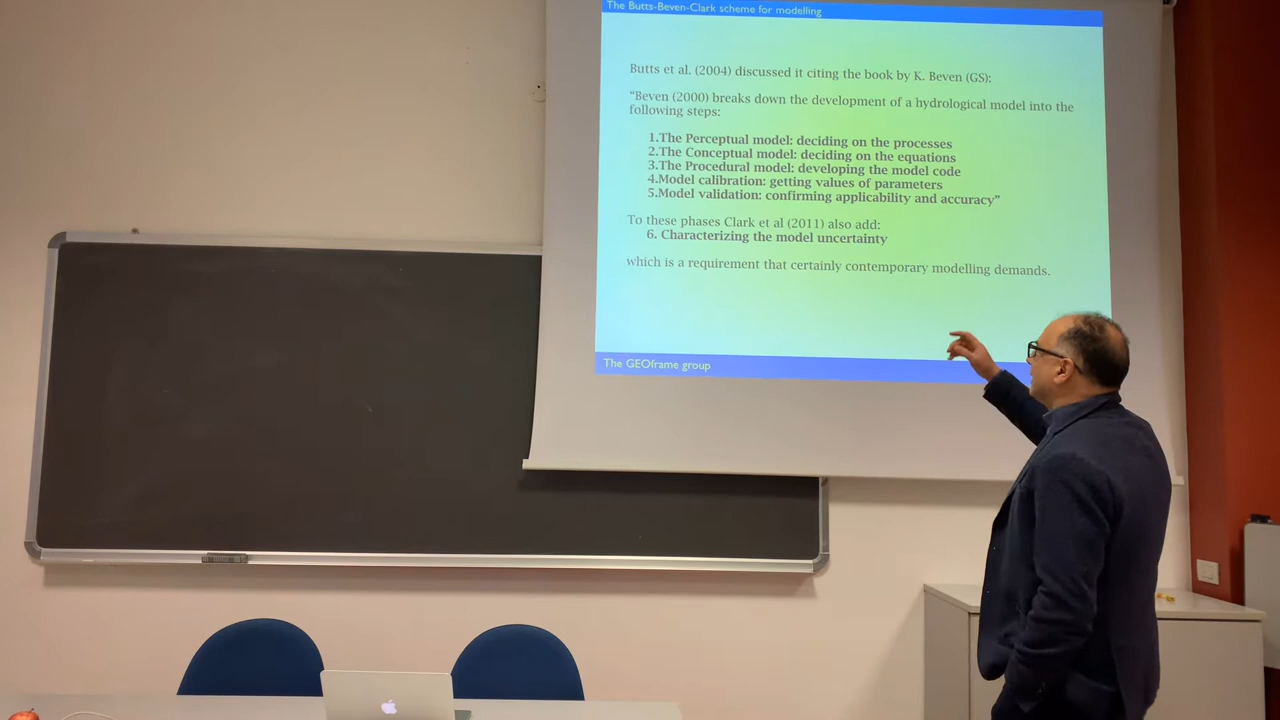 The Butts-Beven-Clark scheme for modelling
Butts et al. (2004) discussed it citing the book by K. Beven (GS):
“Beven (2000) breaks down the development of a hydrological model into the
following steps:
1.The Perceptual model: deciding on the processes
2.The Conceptual model: deciding on the equations
3.The Procedural model: developing the model code
4.Model calibration: getting values of parameters
5.Model validation: confirming applicability and accuracy”
To these phases Clark et al (2011) also add:
6. Characterizing the model uncertainty
which is a requirement that certainly contemporary modelling demands.
The GEOframe group